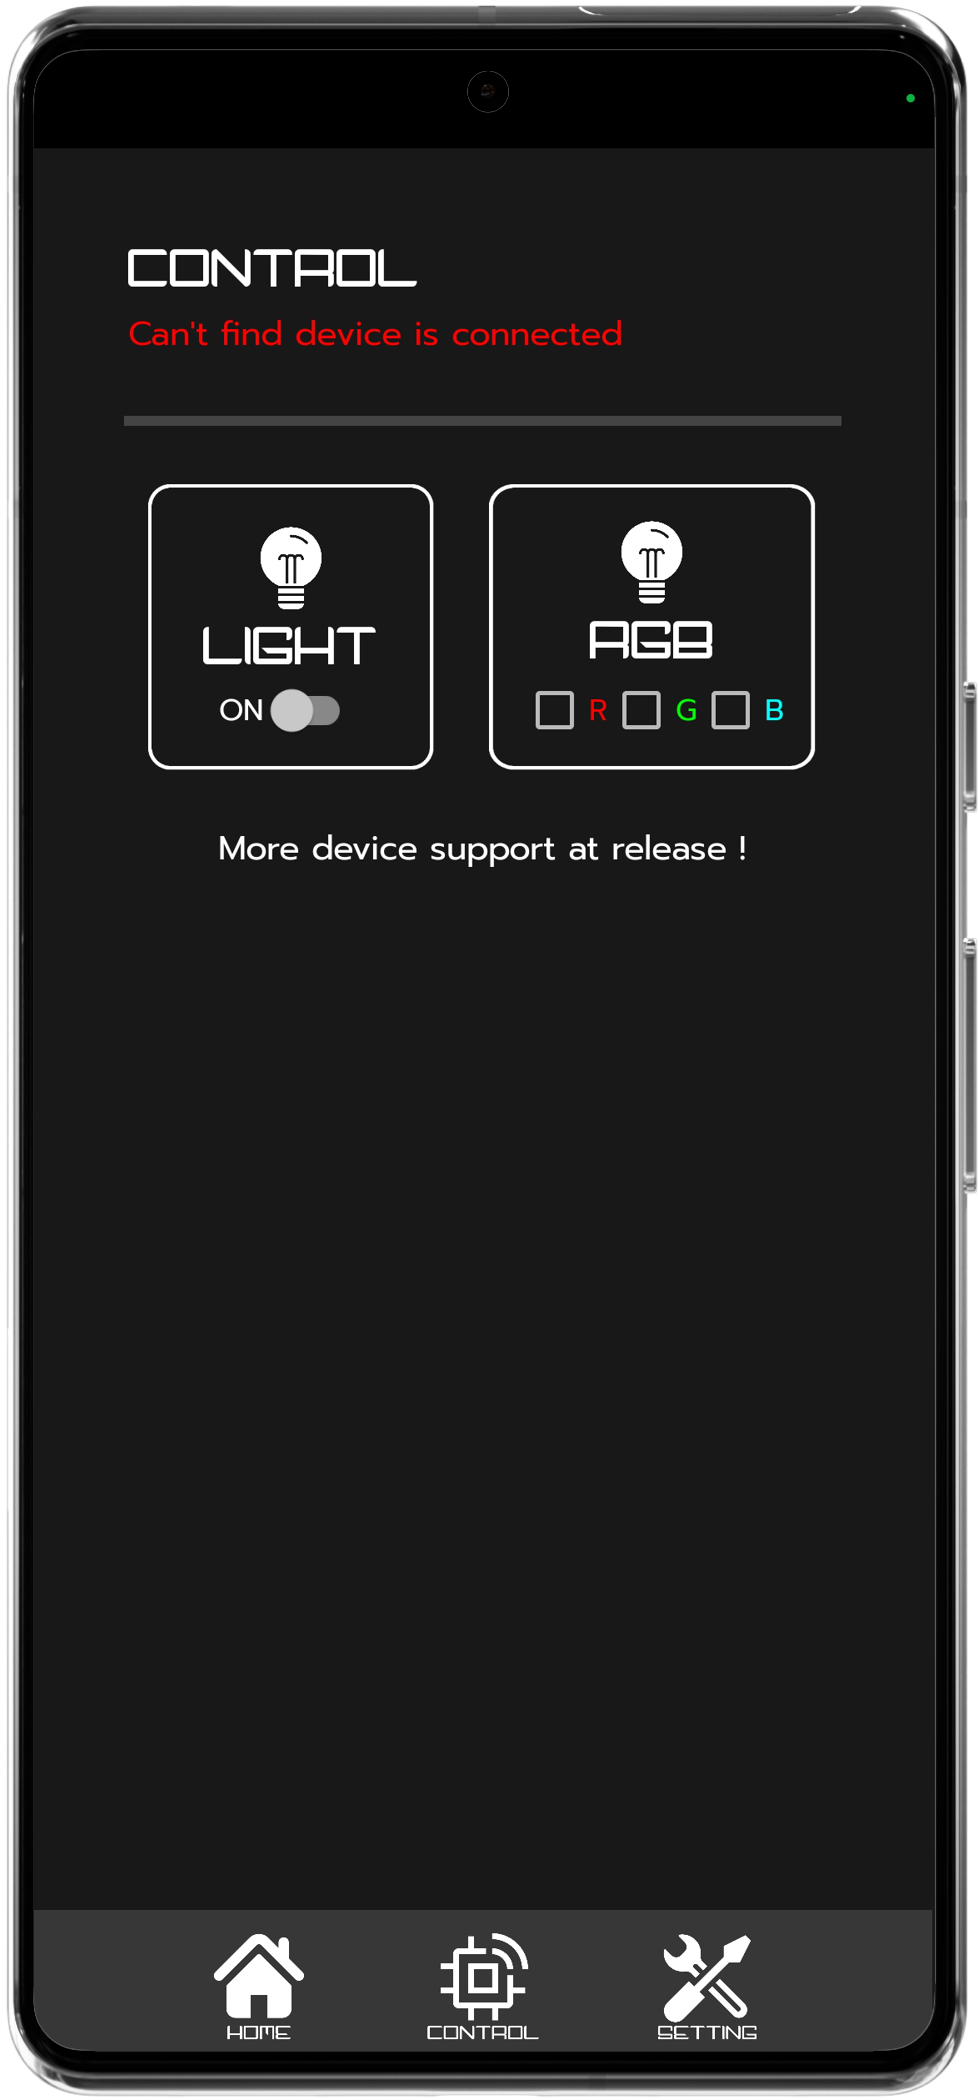 CONTROL
Can't find device is connected
LIGHT
ON
RGB
R G B
More device support at release !
HOME CONTROL SETTING